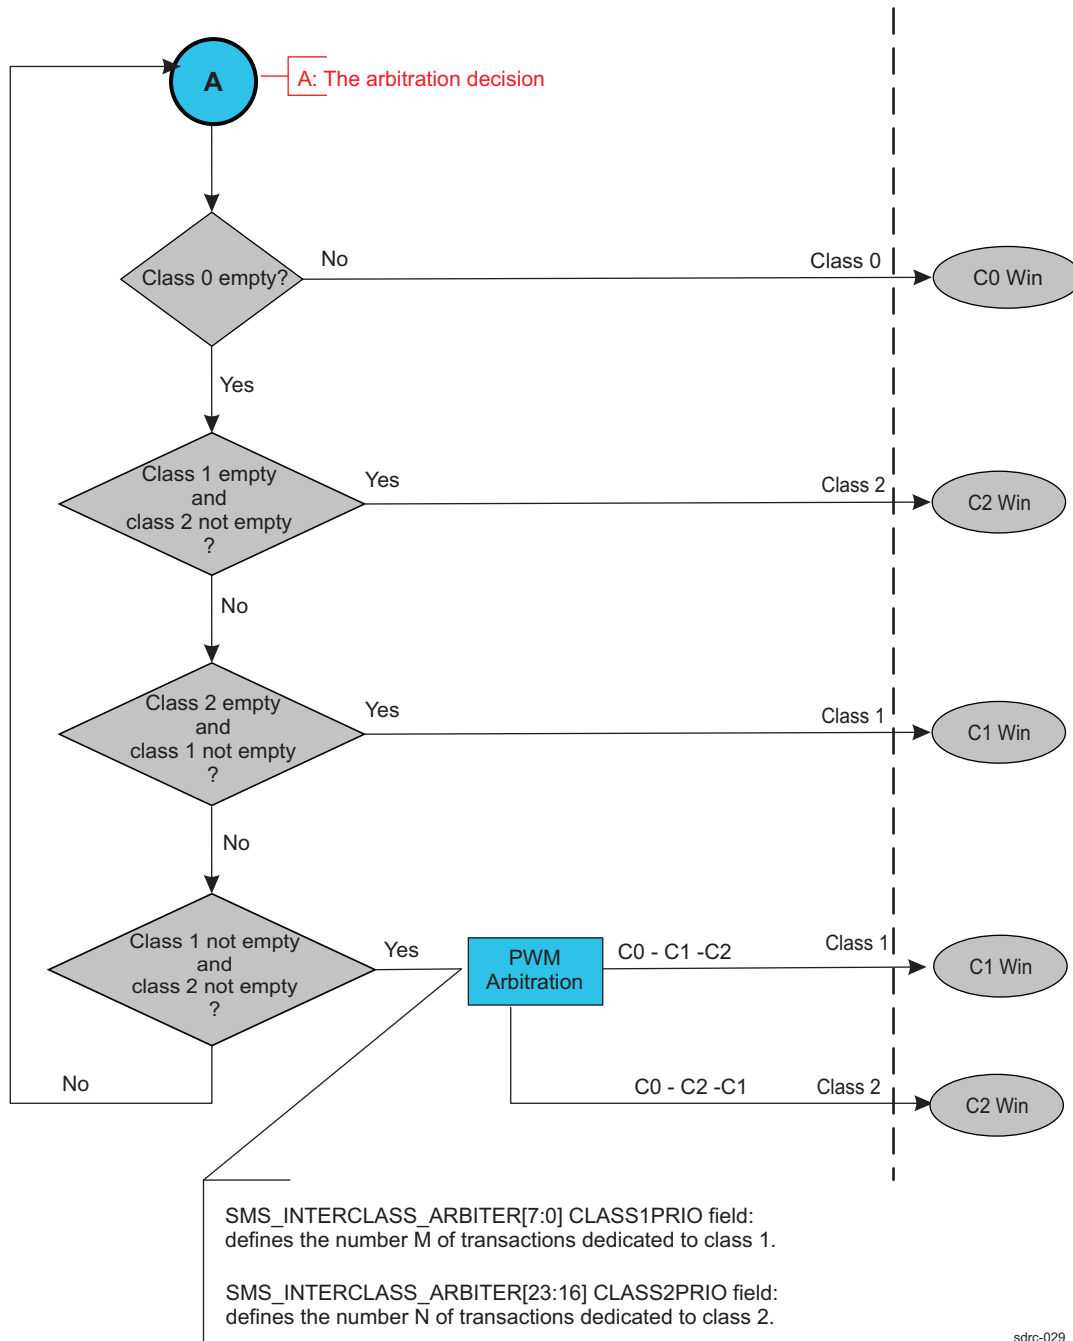 A
A: The arbitration decision
Class 0 empty?
No
Class 0
C0 Win
Yes
Class 1 empty
and
class 2 not empty
?
Yes
Class 2
C2 Win
No
Class 2 empty
and
class 1 not empty
?
Yes
Class 1
C1 Win
No
Class 1 not empty
and
class 2 not empty
?
Yes
PWM
Arbitration
C0 - C1 -C2
Class 1
C1 Win
No
C0 - C2 -C1
Class 2
C2 Win
SMS_INTERCLASS_ARBITER[7:0] CLASS1PRIO field:
defines the number M of transactions dedicated to class 1.
SMS_INTERCLASS_ARBITER[23:16] CLASS2PRIO field:
defines the number N of transactions dedicated to class 2.
sdrc-029